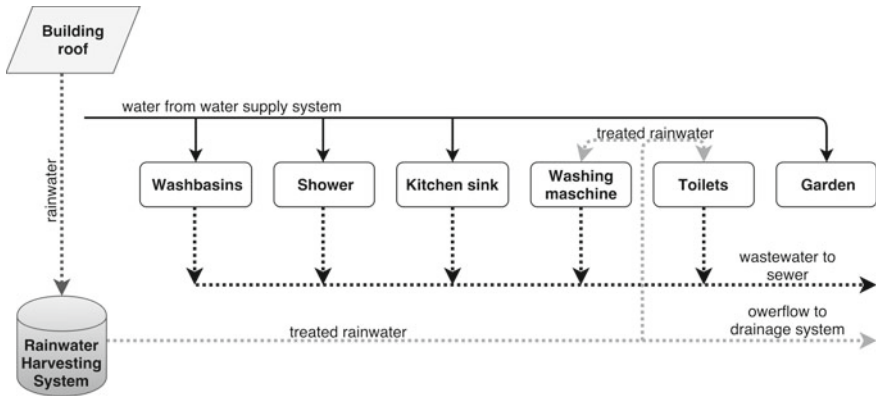 Building
roof
water from water supply system
treated rainwater
rainwater
Washbasins
Shower
Kitchen sink
Washing
maschine
Toilets
Garden
wastewater to
sewer
treated rainwater
owerflow to
drainage system
Rainwater
Harvesting
System